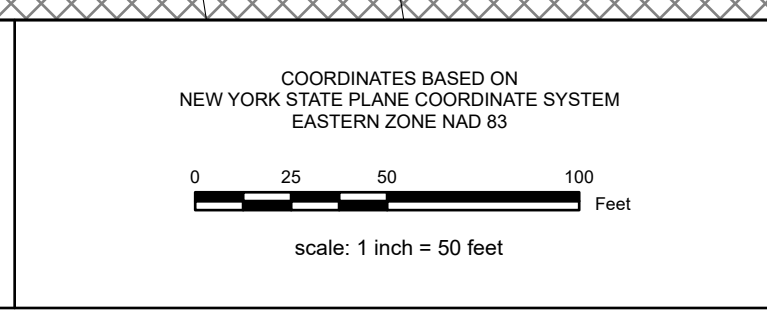 COORDINATES BASED ON
NEW YORK STATE PLANE COORDINATE SYSTEM
EASTERN ZONE NAD 83
0 25 50 100
Feet
scale: 1 inch = 50 feet